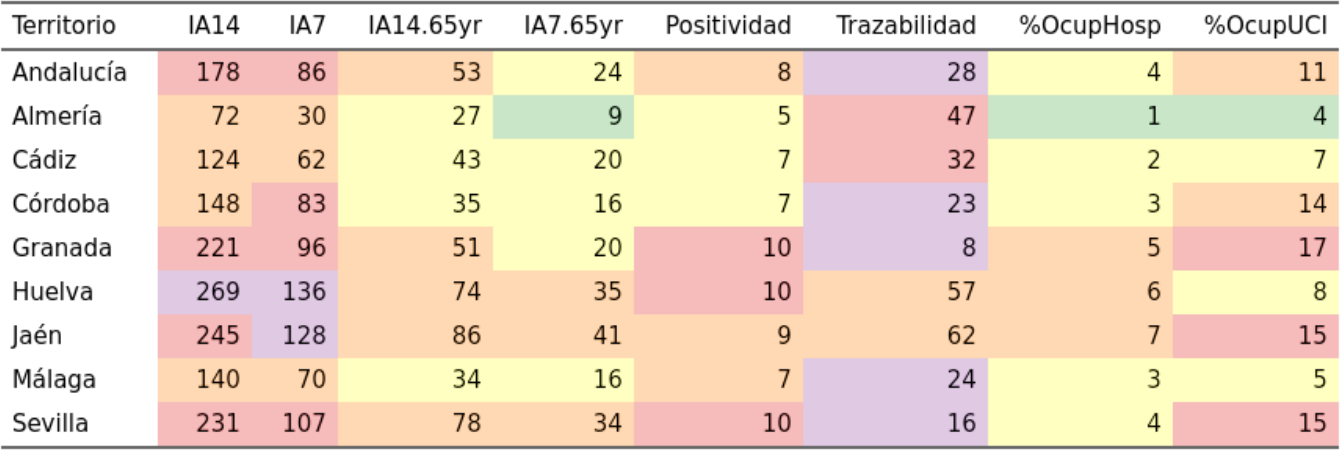 Territorio IA14 IA7 IA14.65yr IA7.65yr Positividad Trazabilidad %OcupHosp %OcupUCI
Andalucía 178 86 53 24 8 28 4 11
Almería 72 30 27 9 5 47 1 4
Cádiz 124 62 43 20 7 32 2 7
Córdoba 148 83 35 16 7 23 3 14
Granada 221 96 51 20 10 8 5 17
Huelva 269 136 74 35 10 57 6 8
Jaén 245 128 86 41 9 62 7 15
Málaga 140 70 34 16 7 24 3 5
Sevilla 231 107 78 34 10 16 4 15